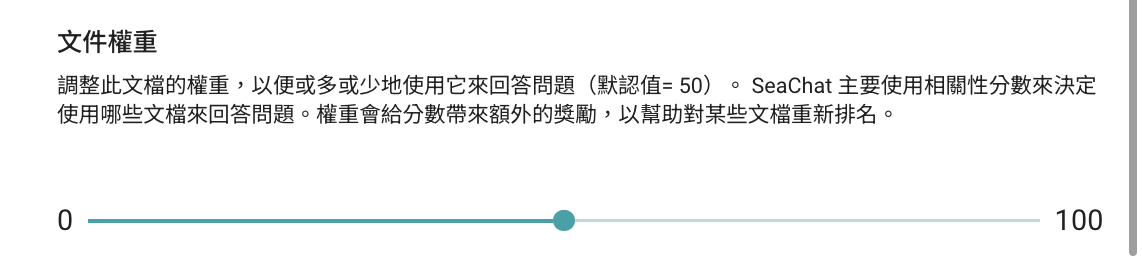 文件權重
調整此文檔的權重，以便或多或少地使用它來回答問題（默認值= 50）。 SeaChat 主要使用相關性分數來決定
使用哪些文檔來回答問題。權重會給分數帶來額外的獎勵，以幫助對某些文檔重新排名。
0 100